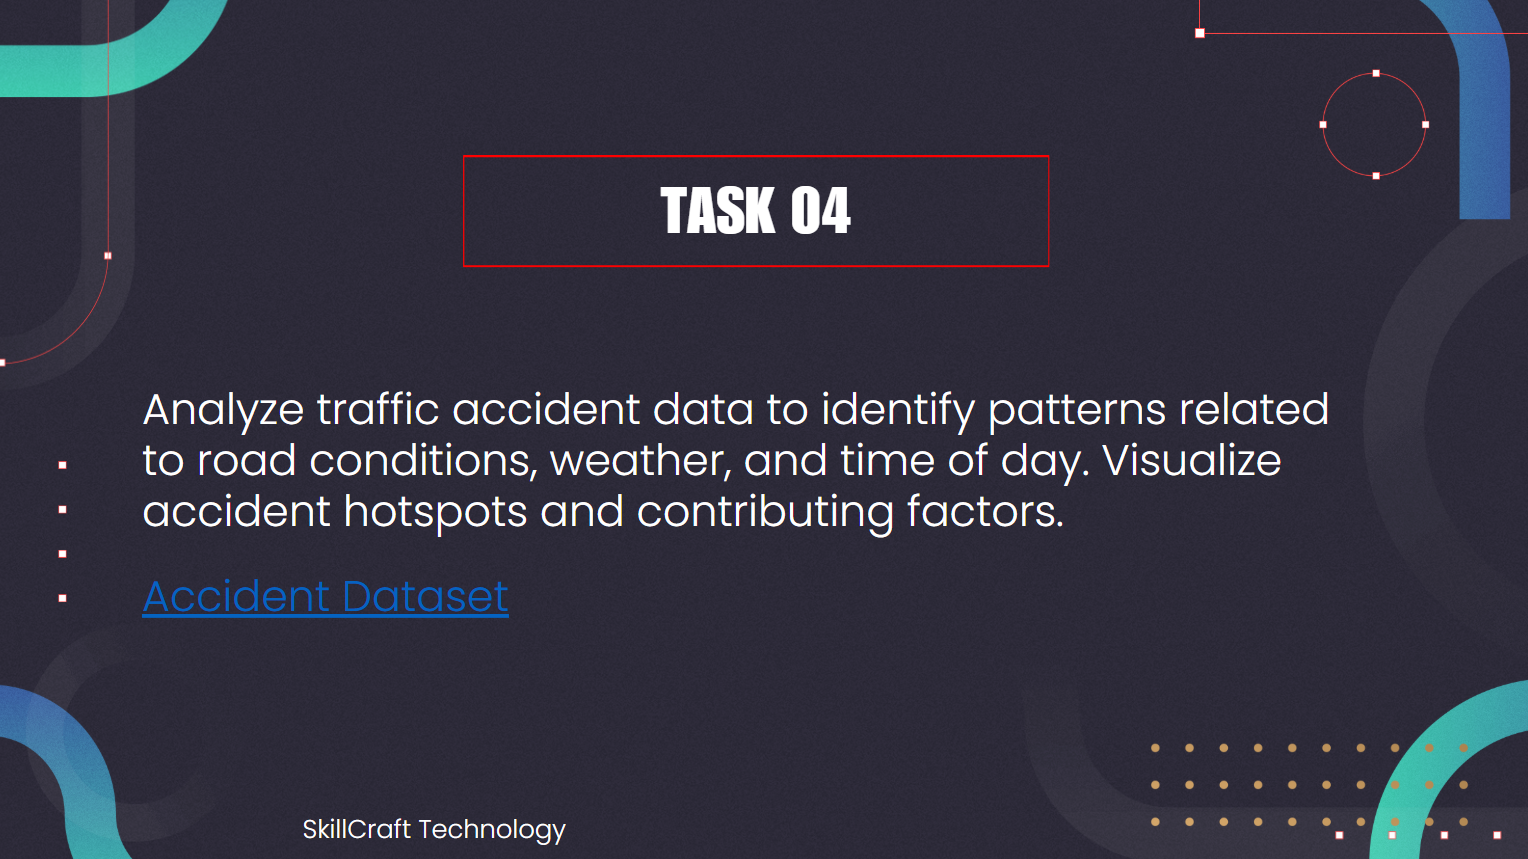 TASK 04
Analyze traffic accident data to identify patterns related
to road conditions, weather, and time of day. Visualize
accident hotspots and contributing factors.
Accident Dataset
SkillCraft Technology